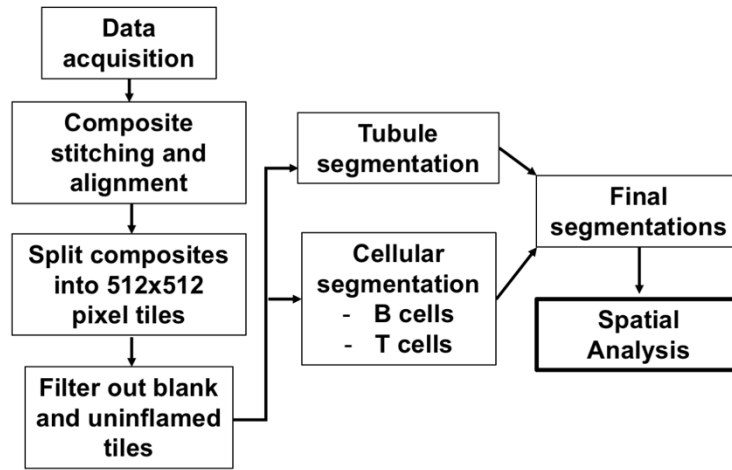 Data
acquisition
Composite
stitching and
alignment
Split composites
into 512x512
pixel tiles
Filter out blank
and uninflamed
tiles
Tubule
segmentation
Cellular
segmentation
- B cells
- T cells
Final
segmentations
Spatial
Analysis